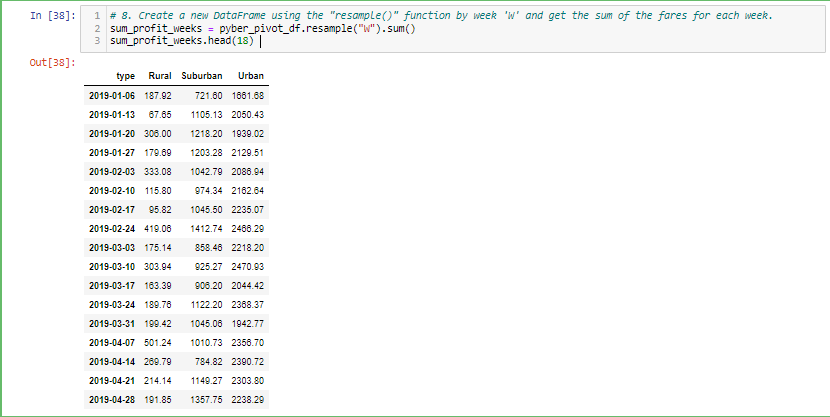 In [38]: 1 # 8. Create a new DataFrame using the "resample()" function by week 'W' and get the sum of the fares for each week.
2 sum_profit_weeks = pyber_pivot_df.resample("W").sum()
3 sum_profit_weeks.head(18)
Out[38]:
type Rural Suburban Urban
2019-01-06 187.92 721.60 1661.68
2019-01-13 67.65 1105.13 2050.43
2019-01-20 306.00 1218.20 1939.02
2019-01-27 179.69 1203.28 2129.51
2019-02-03 333.08 1042.79 2086.94
2019-02-10 115.80 974.34 2162.64
2019-02-17 95.82 1045.50 2235.07
2019-02-24 419.06 1412.74 2466.29
2019-03-03 175.14 858.46 2218.20
2019-03-10 303.94 925.27 2470.93
2019-03-17 163.39 906.20 2044.42
2019-03-24 189.76 1122.20 2368.37
2019-03-31 199.42 1045.06 1942.77
2019-04-07 501.24 1010.73 2356.70
2019-04-14 269.79 784.82 2390.72
2019-04-21 214.14 1149.27 2303.80
2019-04-28 191.85 1357.75 2238.29